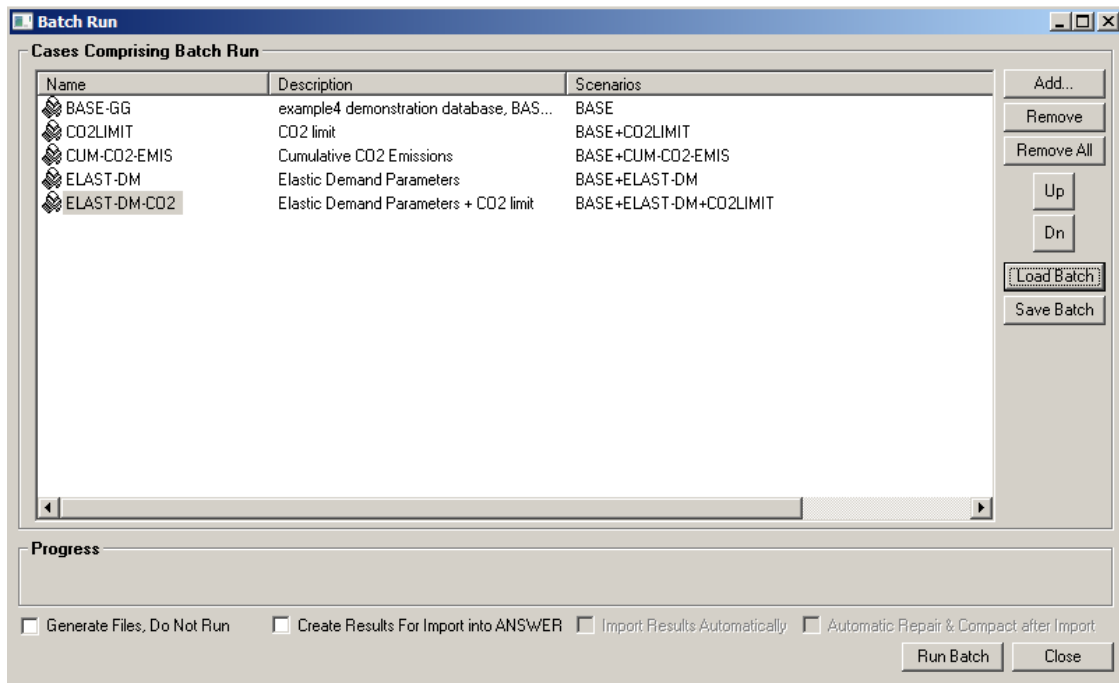 Batch Run
Cases Comprising Batch Run
Name Description Scenarios
BASE-GG example4 demonstration database, BAS... BASE
CO2LIMIT CO2 limit BASE+CO2LIMIT
CUM-CO2-EMIS Cumulative CO2 Emissions BASE+CUM-CO2-EMIS
ELAST-DM Elastic Demand Parameters BASE+ELAST-DM
ELAST-DM-CO2 Elastic Demand Parameters + CO2 limit BASE+ELAST-DM+CO2LIMIT
Add...
Remove
Remove All
Up
Dn
Load Batch
Save Batch
Progress
Generate Files, Do Not Run Create Results For Import into ANSWER Import Results Automatically Automatic Repair & Compact after Import
Run Batch Close